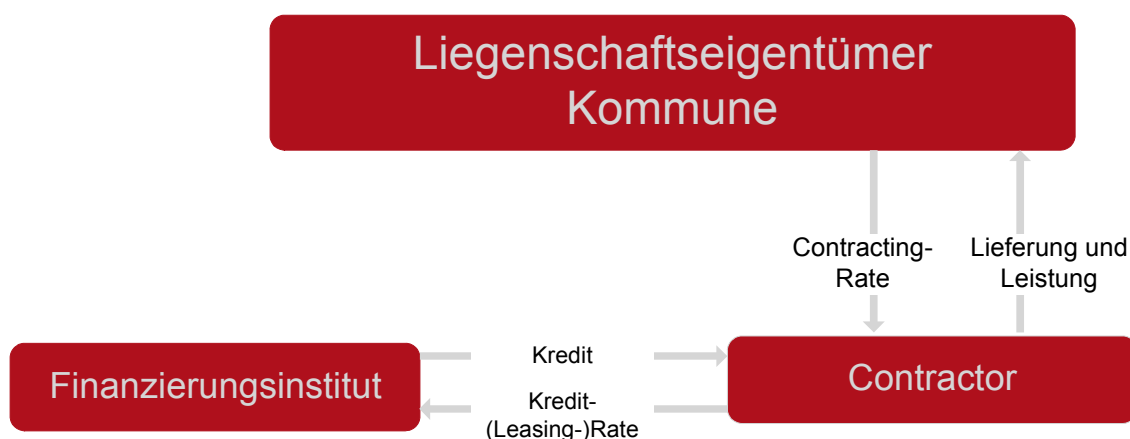 Liegenschaftseigentümer
Kommune
Contracting-
Rate
Lieferung und
Leistung
Finanzierungsinstitut
Kredit
Kredit-
(Leasing-)Rate
Contractor